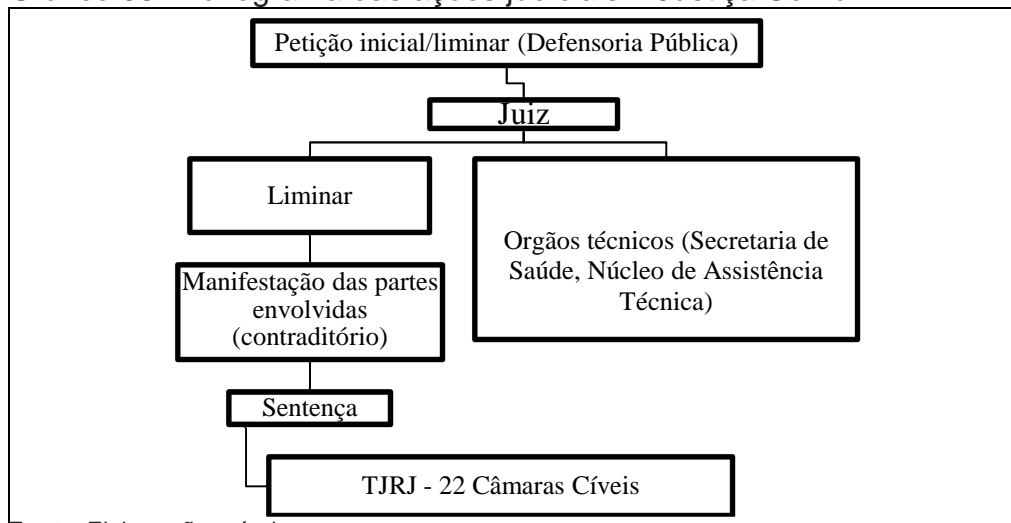 Petição inicial/liminar (Defensoria Pública)
Juiz
Liminar
Orgãos técnicos (Secretaria de
Saúde, Núcleo de Assistência
Técnica)
Manifestação das partes
envolvidas
(contraditório)
Sentença
TJRJ - 22 Câmaras Cíveis